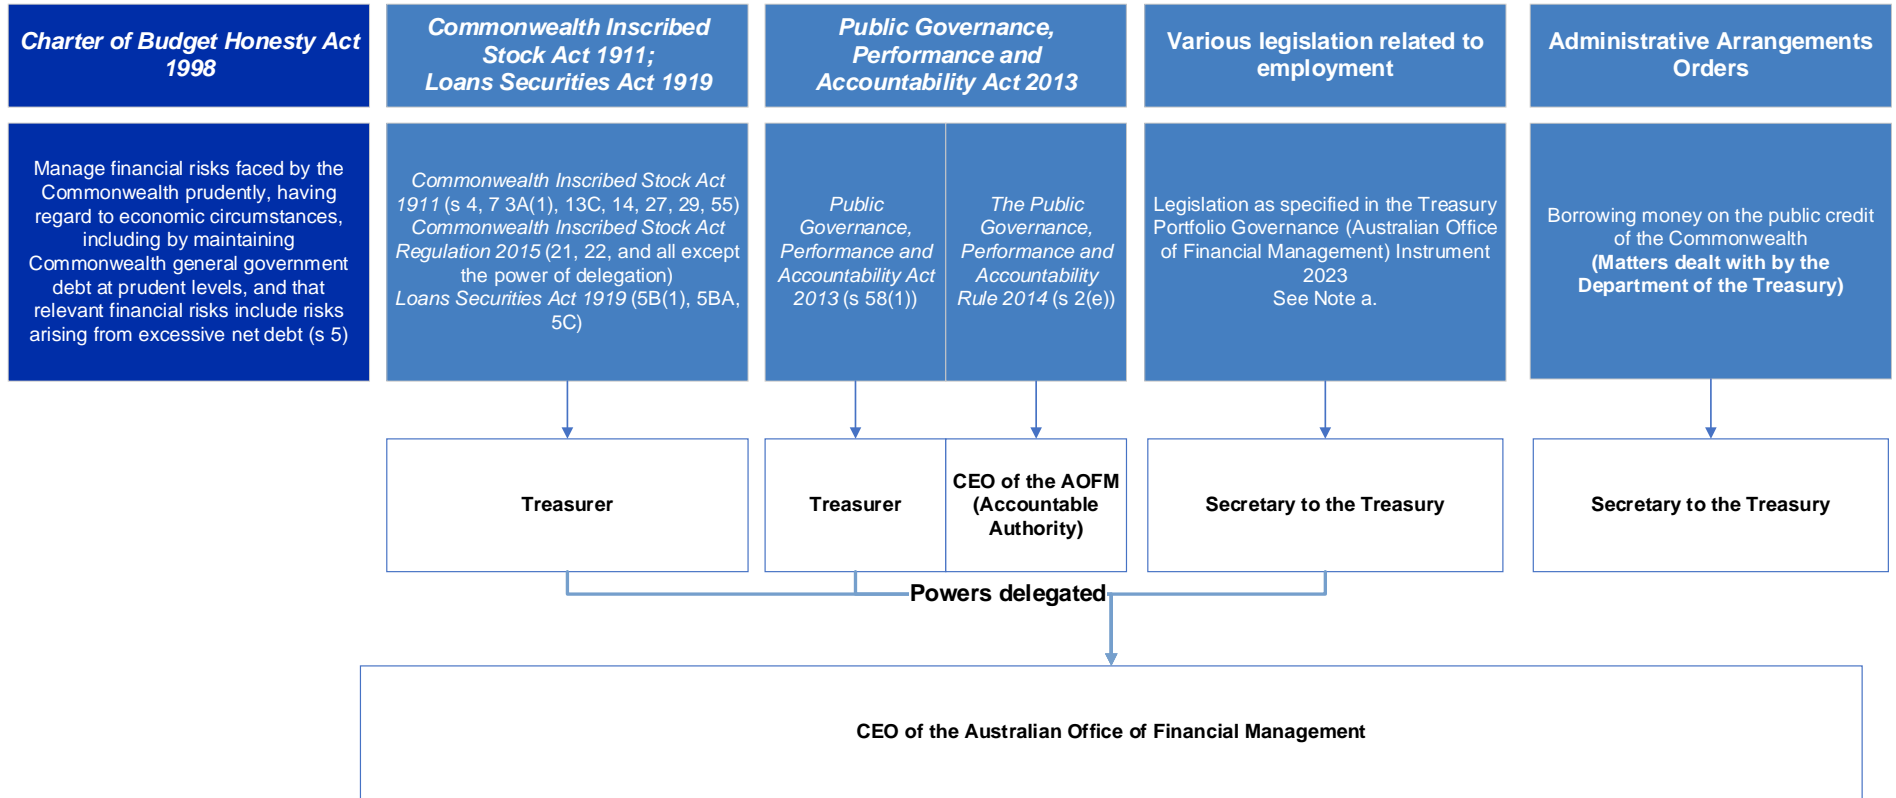 Charter of Budget Honesty Act
1998
Commonwealth Inscribed
Stock Act 1911;
Loans Securities Act 1919
Public Governance,
Performance and
Accountability Act 2013
Various legislation related to
employment
Administrative Arrangements
Orders
Manage financial risks faced by the
Commonwealth prudently, having
regard to economic circumstances,
including by maintaining
Commonwealth general government
debt at prudent levels, and that
relevant financial risks include risks
arising from excessive net debt (s 5)
Commonwealth Inscribed Stock Act
1911 (s 4, 7 3A(1), 13C, 14, 27, 29, 55)
Commonwealth Inscribed Stock Act
Regulation 2015 (21, 22, and all except
the power of delegation)
Loans Securities Act 1919 (5B(1), 5BA,
5C)
Public
Governance,
Performance and
Accountability Act
2013 (s 58(1))
The Public
Governance,
Performance and
Accountability
Rule 2014 (s 2(e))
Legislation as specified in the Treasury
Portfolio Governance (Australian Office
of Financial Management) Instrument
2023
See Note a.
Borrowing money on the public credit
of the Commonwealth
(Matters dealt with by the
Department of the Treasury)
Treasurer
Treasurer
CEO of the AOFM
(Accountable
Authority)
Secretary to the Treasury
Secretary to the Treasury
Powers delegated
CEO of the Australian Office of Financial Management